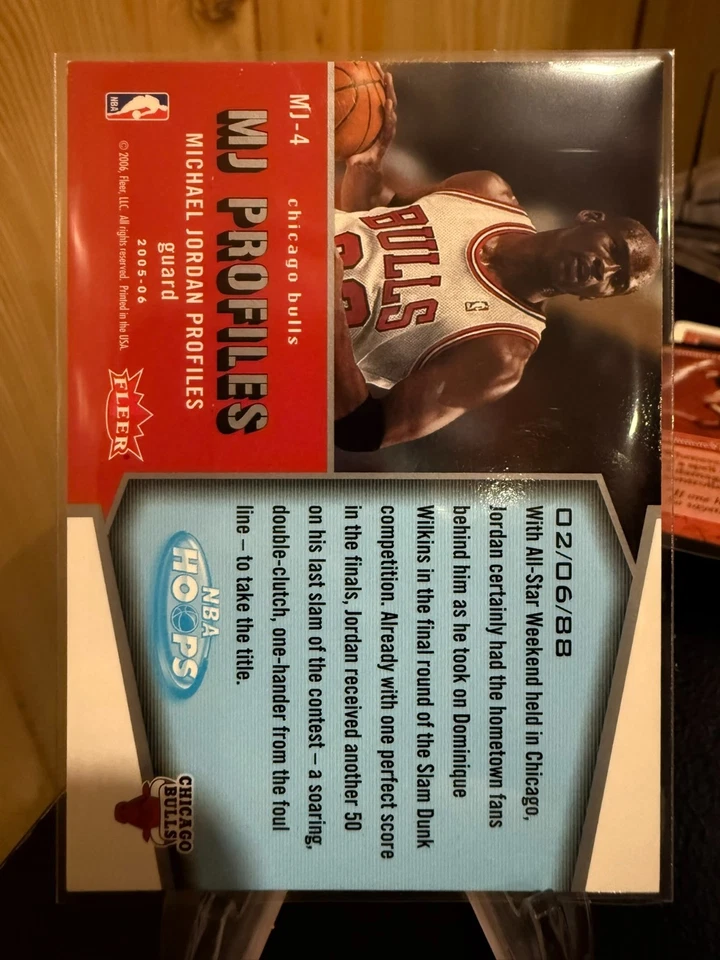 MJ-4
chicago bulls
MJ PROFILES
MICHAEL JORDAN PROFILES
guard
2005-06
© 2006, Fleer, LLC. All rights reserved. Printed in the USA.
NBA
FLEER
BULLS
02/06/88
With All-Star Weekend held in Chicago,
Jordan certainly had the hometown fans
behind him as he took on Dominique
Wilkins in the final round of the Slam Dunk
competition. Already with one perfect score
in the finals, Jordan received another 50
on his last slam of the contest – a soaring,
double-clutch, one-hander from the foul
line – to take the title.
NBA
HOOPS
CHICAGO
BULLS